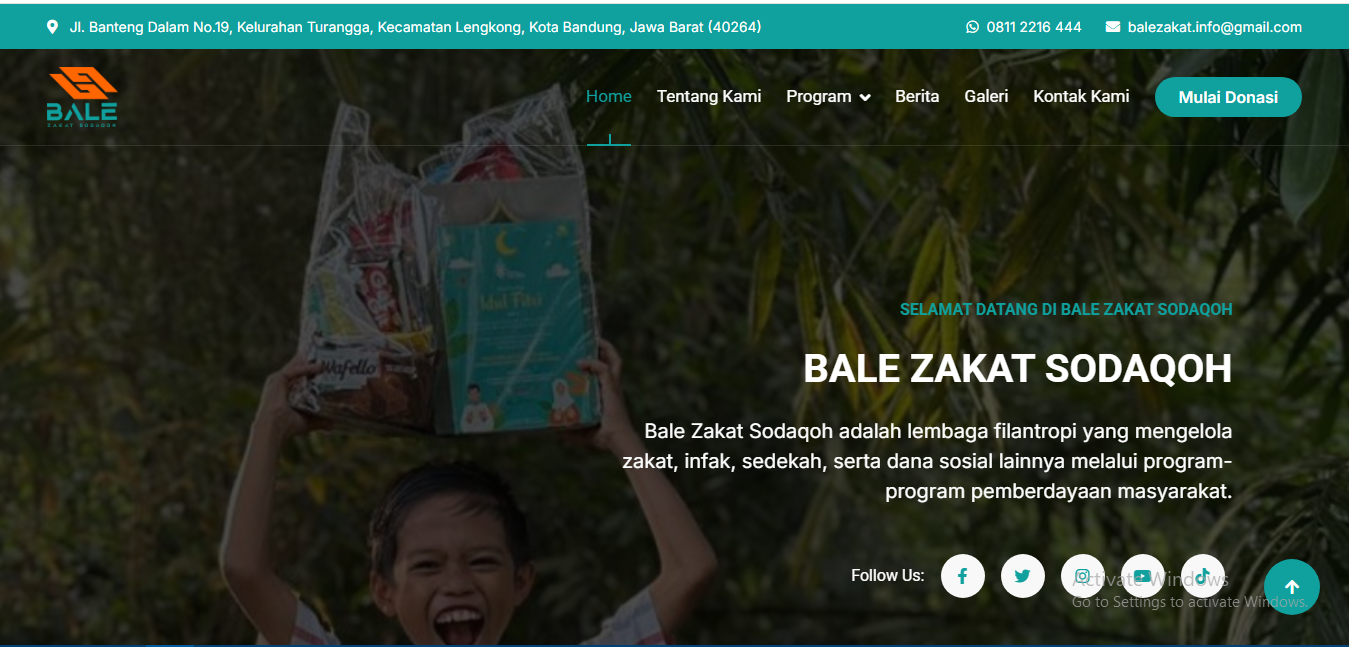 Jl. Banteng Dalam No.19, Kelurahan Turangga, Kecamatan Lengkong, Kota Bandung, Jawa Barat (40264)
0811 2216 444
balezakat.info@gmail.com
BALE
ZAKAT SODAQOH
Home
Tentang Kami
Program
Berita
Galeri
Kontak Kami
Mulai Donasi
Idul Fitri
Wafello
SELAMAT DATANG DI BALE ZAKAT SODAQOH
BALE ZAKAT SODAQOH
Bale Zakat Sodaqoh adalah lembaga filantropi yang mengelola
zakat, infak, sedekah, serta dana sosial lainnya melalui program-
program pemberdayaan masyarakat.
Follow Us:
Activate Windows
Go to Settings to activate Windows.